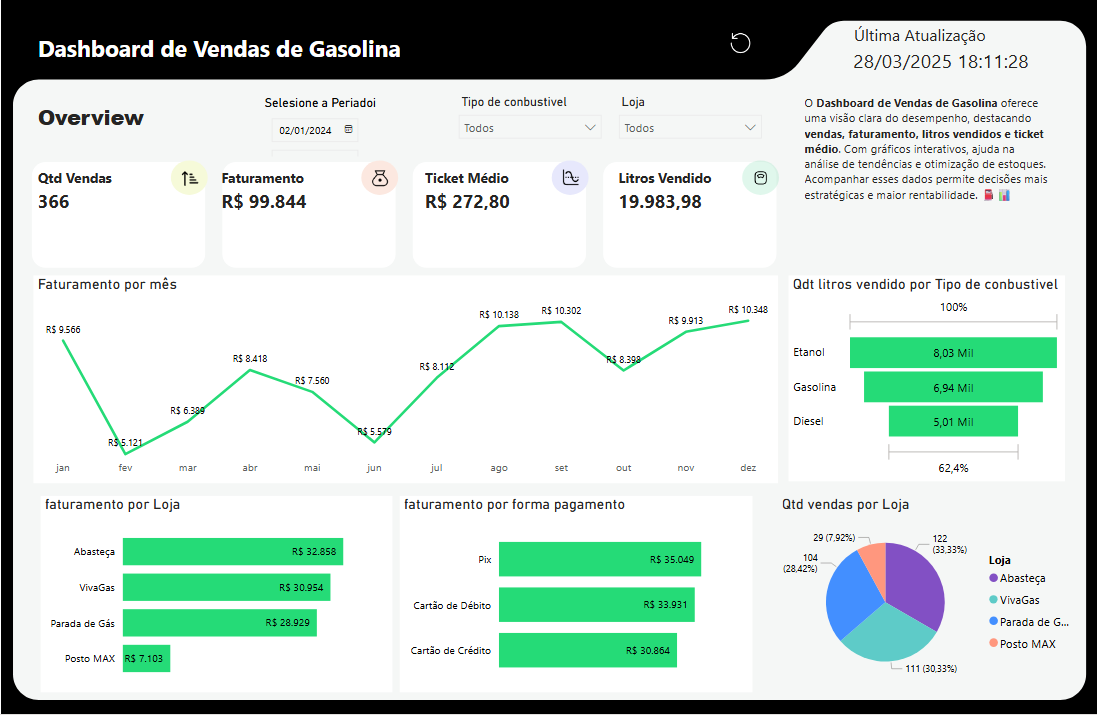 Dashboard de Vendas de Gasolina
Última Atualização
28/03/2025 18:11:28
Overview
Selesione a Periadoi
02/01/2024
Tipo de conbustivel
Todos
Loja
Todos
O Dashboard de Vendas de Gasolina oferece
uma visão clara do desempenho, destacando
vendas, faturamento, litros vendidos e ticket
médio. Com gráficos interativos, ajuda na
análise de tendências e otimização de estoques.
Acompanhar esses dados permite decisões mais
estratégicas e maior rentabilidade. ⛽📊
Qtd Vendas
366
Faturamento
R$ 99.844
Ticket Médio
R$ 272,80
Litros Vendido
19.983,98
Faturamento por mês
R$ 9.566
R$ 5.121
R$ 6.389
R$ 8.418
R$ 7.560
R$ 5.579
R$ 8.112
R$ 10.138
R$ 10.302
R$ 8.398
R$ 9.913
R$ 10.348
jan fev mar abr mai jun jul ago set out nov dez
Qdt litros vendido por Tipo de conbustivel
100%
Etanol 8,03 Mil
Gasolina 6,94 Mil
Diesel 5,01 Mil
62,4%
faturamento por Loja
Abasteça R$ 32.858
VivaGas R$ 30.954
Parada de Gás R$ 28.929
Posto MAX R$ 7.103
faturamento por forma pagamento
Pix R$ 35.049
Cartão de Débito R$ 33.931
Cartão de Crédito R$ 30.864
Qtd vendas por Loja
29 (7,92%)
122
(33,33%)
104
(28,42%)
111 (30,33%)
Loja
Abasteça
VivaGas
Parada de G...
Posto MAX